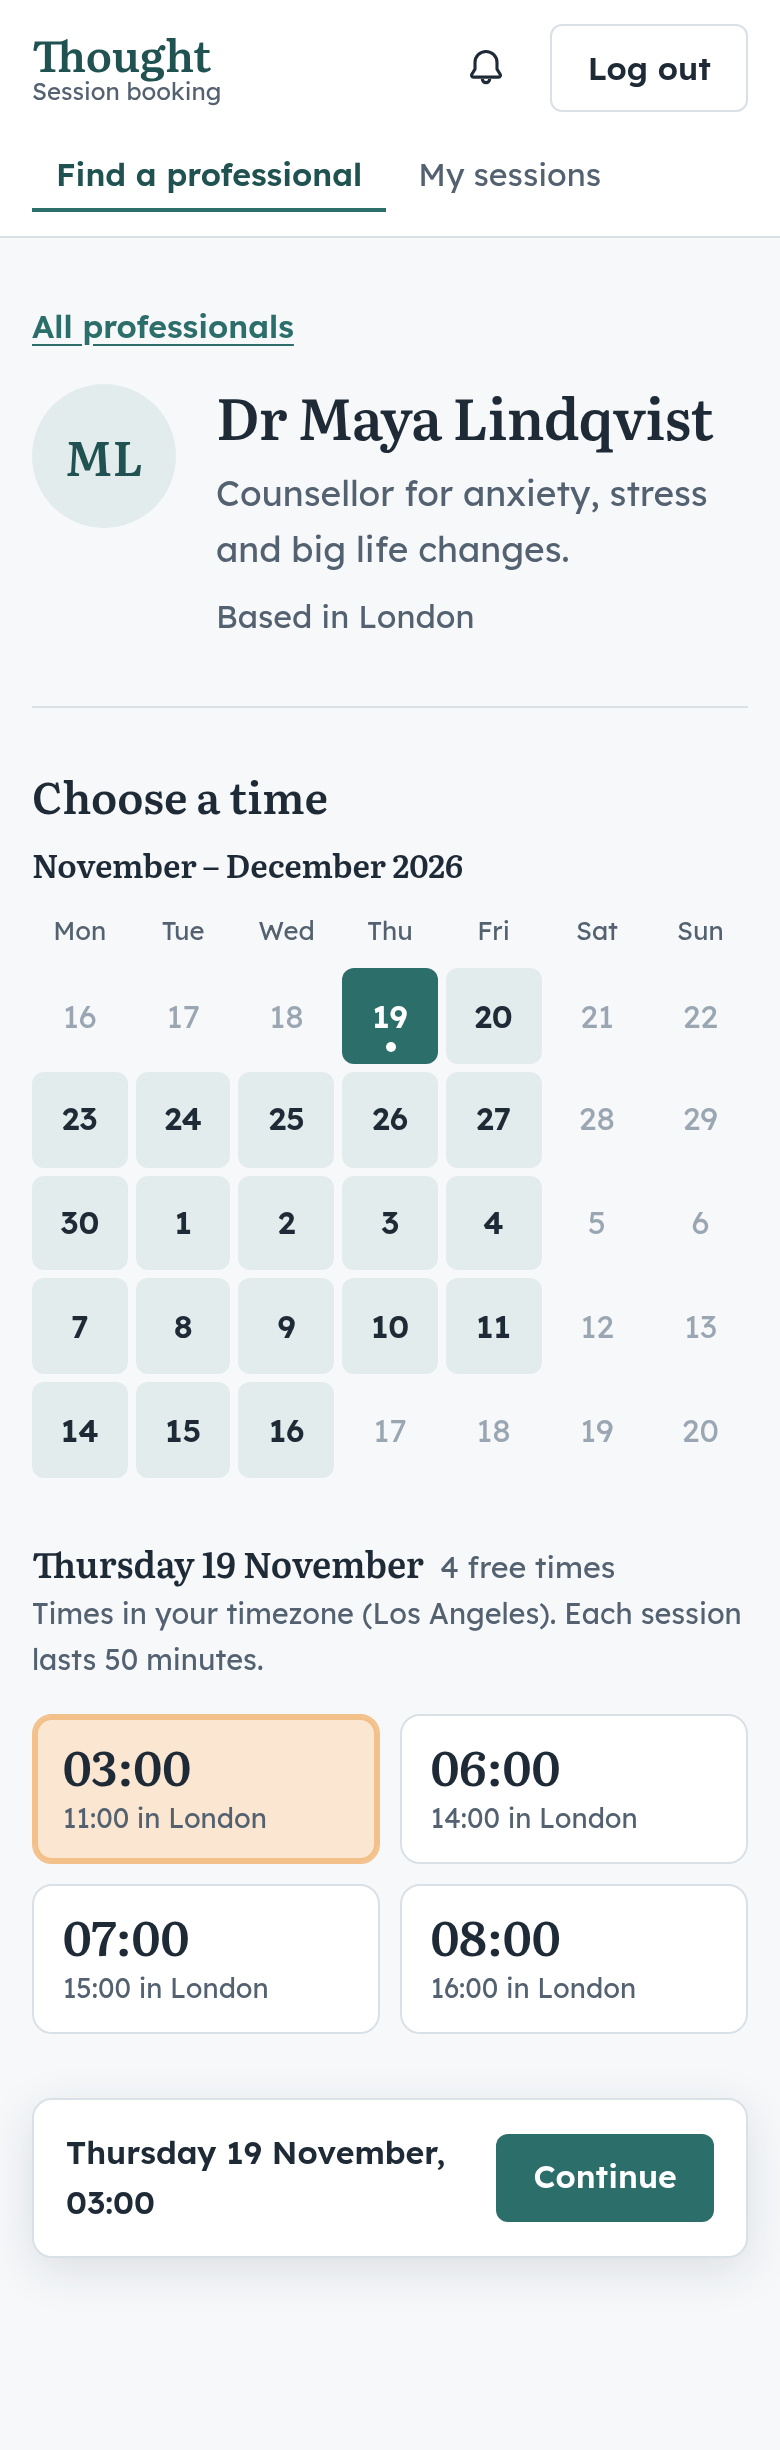 Thought
Session booking
Log out
Find a professional
My sessions
All professionals
ML
Dr Maya Lindqvist
Counsellor for anxiety, stress
and big life changes.
Based in London
Choose a time
November – December 2026
Mon Tue Wed Thu Fri Sat Sun
16 17 18 19 20 21 22
23 24 25 26 27 28 29
30 1 2 3 4 5 6
7 8 9 10 11 12 13
14 15 16 17 18 19 20
Thursday 19 November 4 free times
Times in your timezone (Los Angeles). Each session
lasts 50 minutes.
03:00
11:00 in London
06:00
14:00 in London
07:00
15:00 in London
08:00
16:00 in London
Thursday 19 November,
03:00
Continue